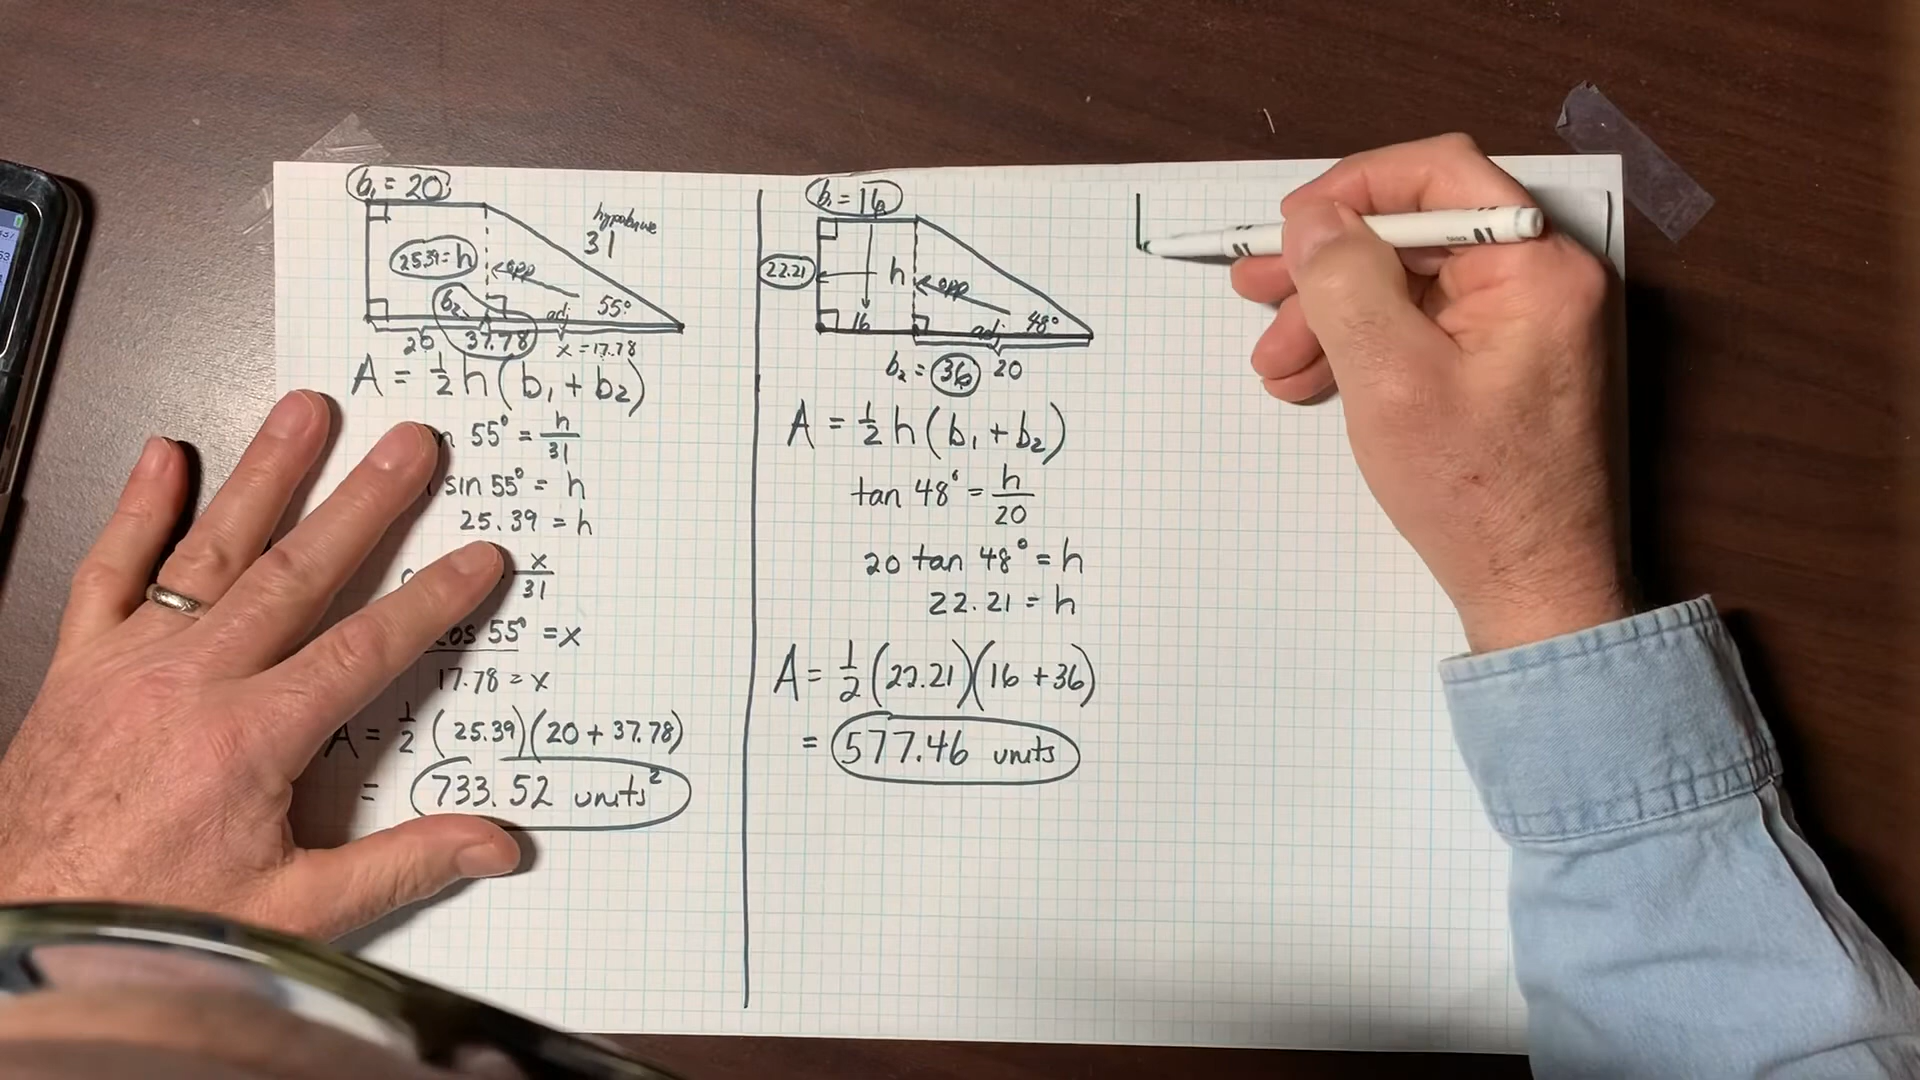 b₁ = 20
hypotenuse
31
25.39 = h
opp
b₂
adj
55°
20
37.78
x = 17.78
A = ½ h (b₁ + b₂)
55° = h/31
sin 55° = h
25.39 = h
x/31
cos 55° = x
17.78 = x
A = ½ (25.39)(20 + 37.78)
= 733.52 units²
b₁ = 16
22.21
h
opp
16
adj
48°
b₂ = 36
20
A = ½ h (b₁ + b₂)
tan 48° = h/20
20 tan 48° = h
22.21 = h
A = ½ (22.21)(16 + 36)
= 577.46 units